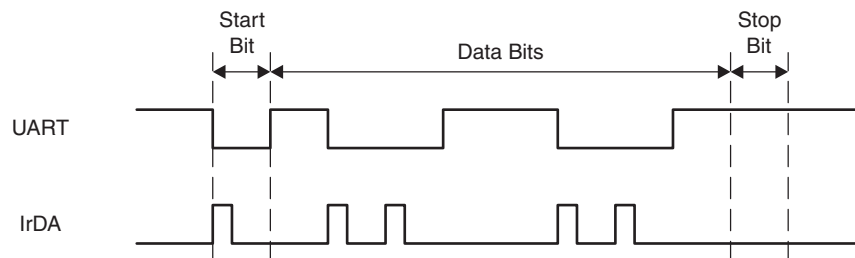 Start
Bit
Data Bits
Stop
Bit
UART
IrDA